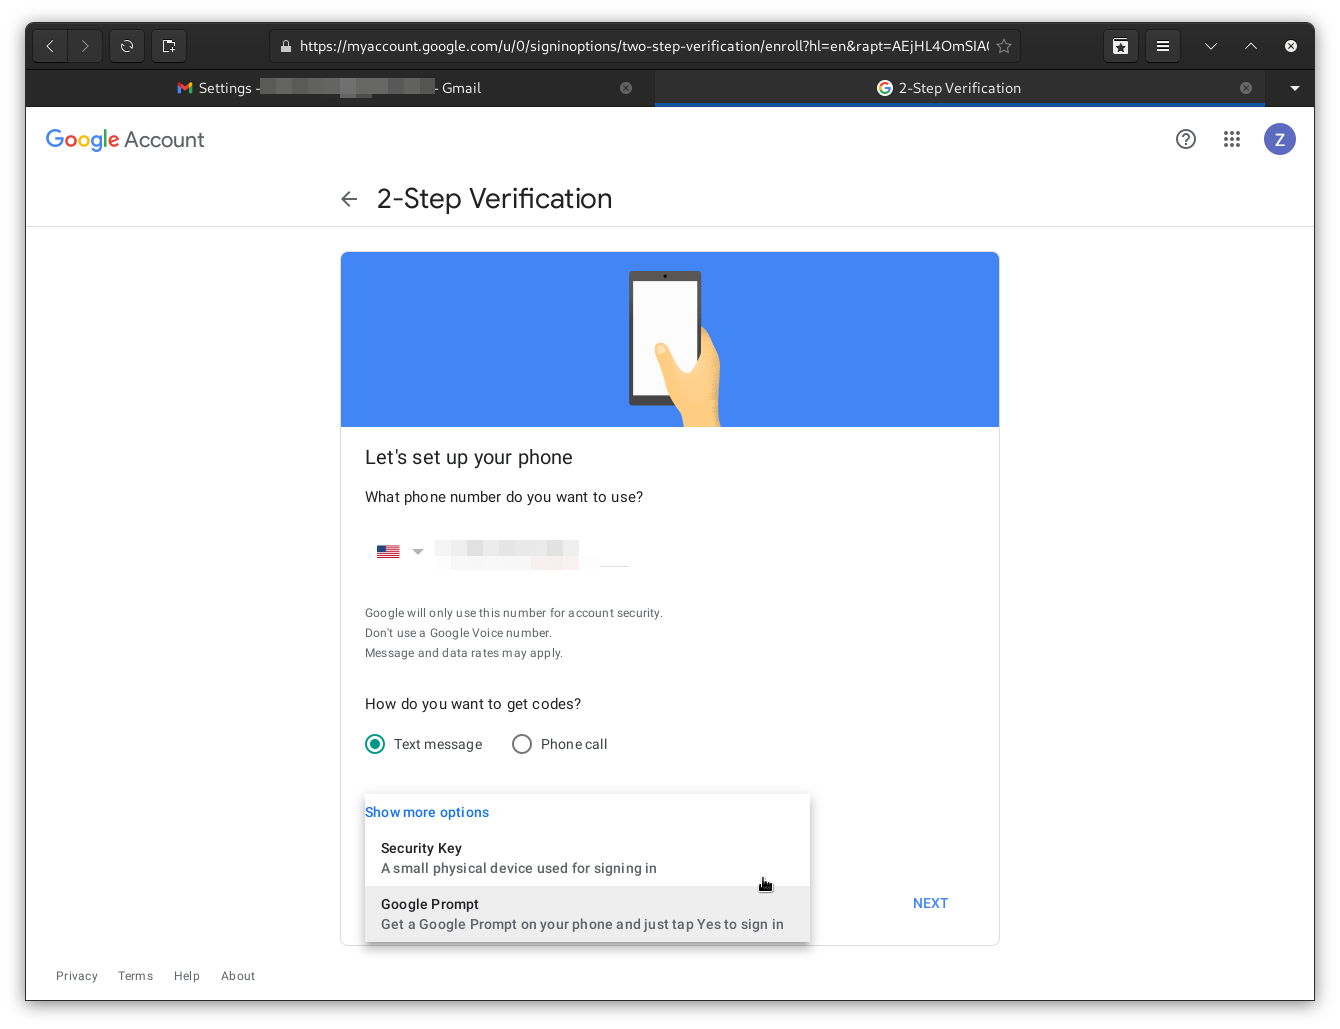 https://myaccount.google.com/u/0/signinoptions/two-step-verification/enroll?hl=en&rapt=AEjHL4OmSIA
Settings - - Gmail
2-Step Verification
Google Account
Z
2-Step Verification
Let's set up your phone
What phone number do you want to use?
Google will only use this number for account security.
Don't use a Google Voice number.
Message and data rates may apply.
How do you want to get codes?
Text message Phone call
Show more options
Security Key
A small physical device used for signing in
Google Prompt
Get a Google Prompt on your phone and just tap Yes to sign in
NEXT
Privacy Terms Help About